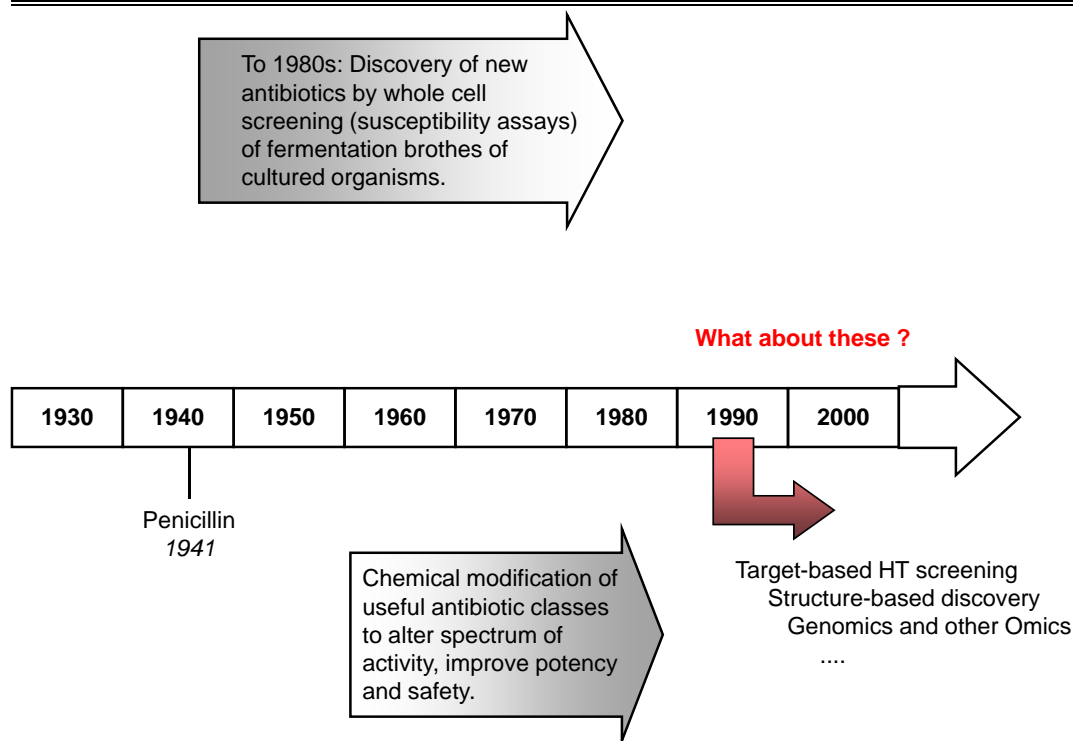 To 1980s: Discovery of new
antibiotics by whole cell
screening (susceptibility assays)
of fermentation brothes of
cultured organisms.
What about these ?
1930 1940 1950 1960 1970 1980 1990 2000
Penicillin
1941
Chemical modification of
useful antibiotic classes
to alter spectrum of
activity, improve potency
and safety.
Target-based HT screening
Structure-based discovery
Genomics and other Omics
....